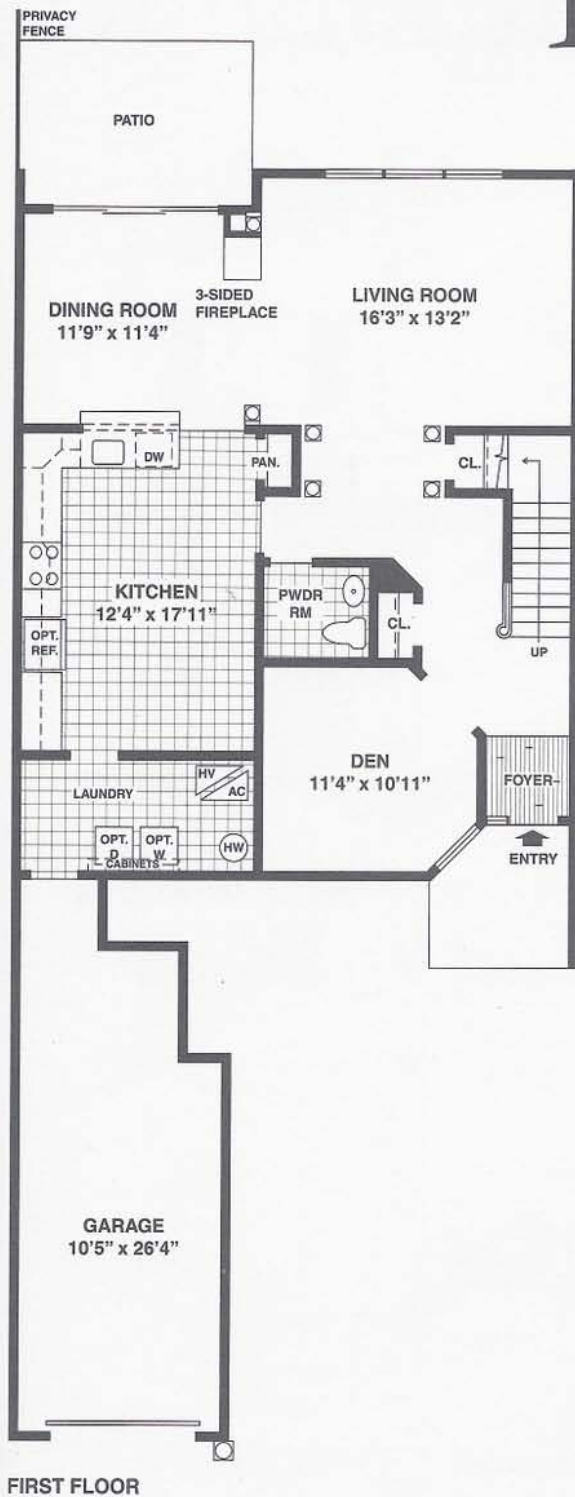 PRIVACY
FENCE
PATIO
3-SIDED
FIREPLACE
DINING ROOM
11'9" x 11'4"
LIVING ROOM
16'3" x 13'2"
DW
PAN.
CL.
KITCHEN
12'4" x 17'11"
PWDR
RM
CL.
OPT.
REF.
UP
DEN
11'4" x 10'11"
HV
AC
FOYER
LAUNDRY
OPT.
D
OPT.
W
HW
CABINETS
ENTRY
GARAGE
10'5" x 26'4"
FIRST FLOOR